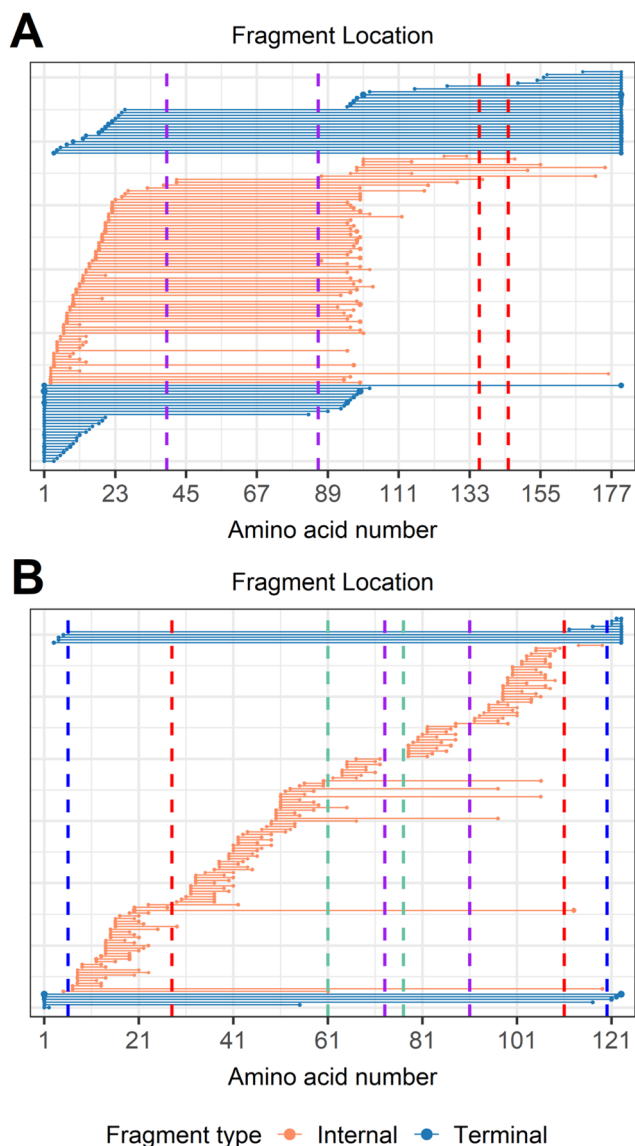 A
Fragment Location
1 23 45 67 89 111 133 155 177
Amino acid number
B
Fragment Location
1 21 41 61 81 101 121
Amino acid number
Fragment type Internal Terminal